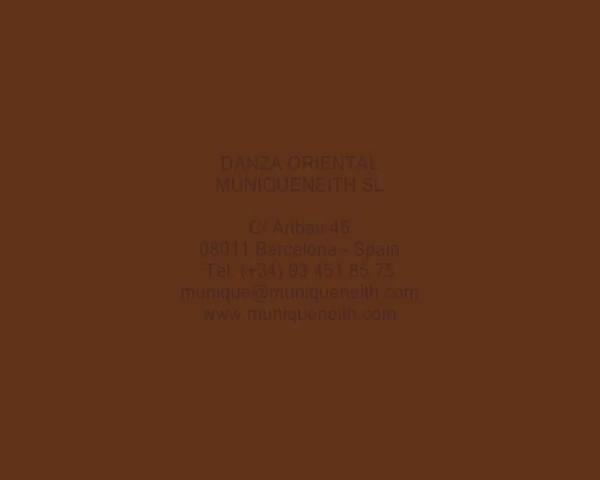 DANZA ORIENTAL
MUNIQUENEITH SL
C/ Aribau 45
08011 Barcelona - Spain
Tel. (+34) 93 451 85 75
munique@muniqueneith.com
www.muniqueneith.com